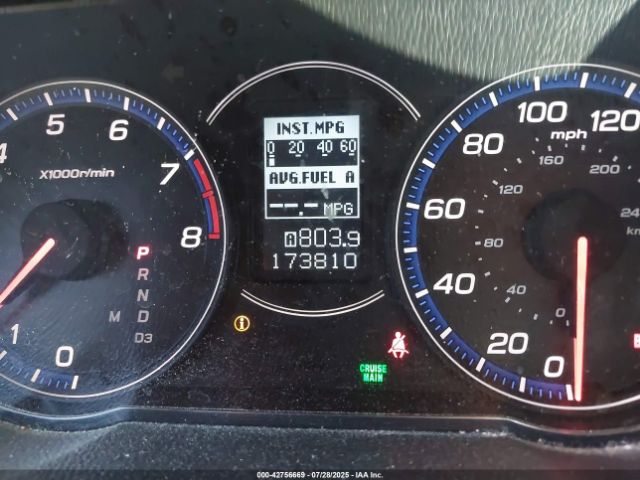 4 5 6 7 8
X1000r/min
1 0
P
R
N
M D
D3
INST.MPG
0 20 40 60
AVG.FUEL A
--.- MPG
A 803.9
173810
CRUISE
MAIN
0 20 40 60 80 100 120
mph
0 40 80 120 160 200 24
km
B
000-42756669 - 07/28/2025 - IAA Inc.